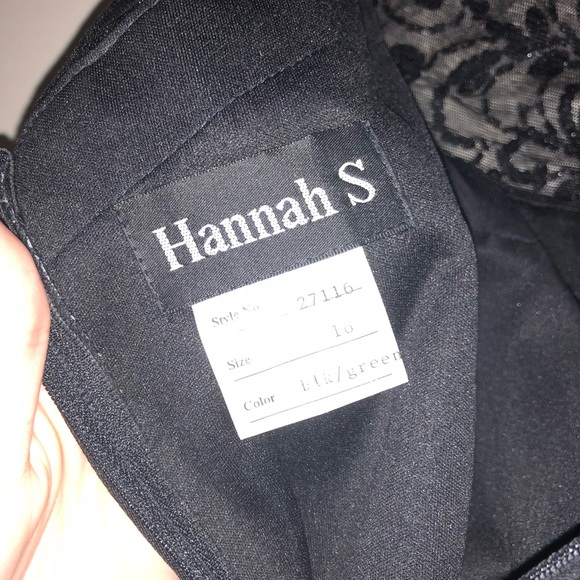 Hannah S
Style No. 27116
Size 16
Color blk/green